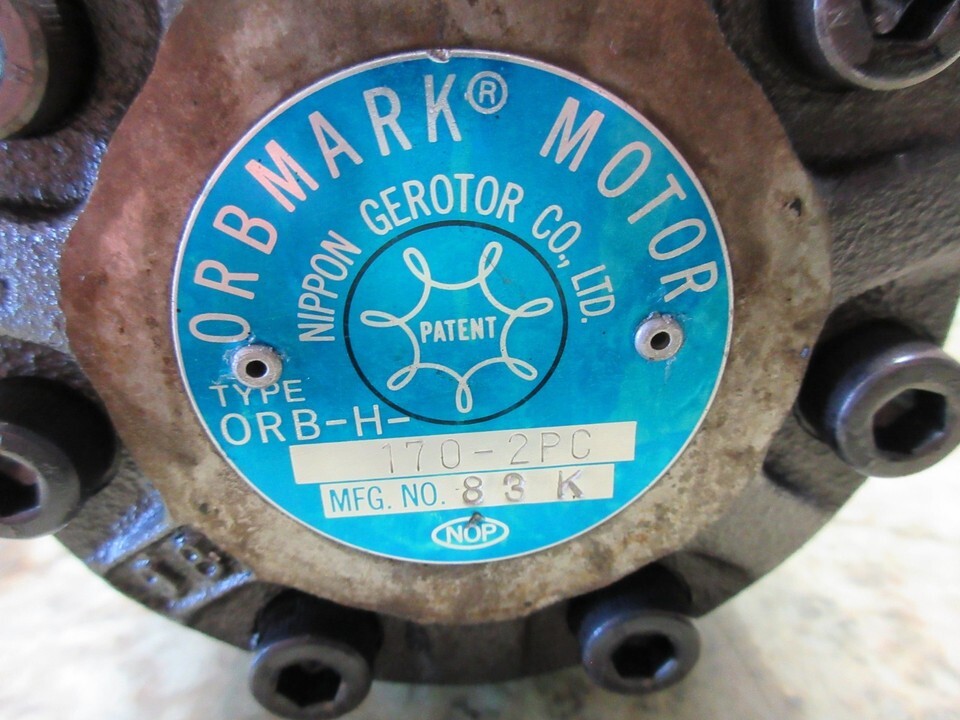 ORBMARK® MOTOR
NIPPON GEROTOR CO., LTD.
PATENT
TYPE
ORB-H-
170-2PC
MFG. NO. 83 K
NOP